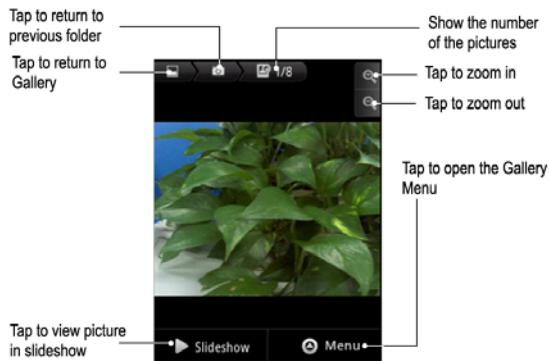 Tap to return to
previous folder
Tap to return to
Gallery
1/8
Show the number
of the pictures
Tap to zoom in
Tap to zoom out
Tap to open the Gallery
Menu
Tap to view picture
in slideshow
Slideshow
Menu